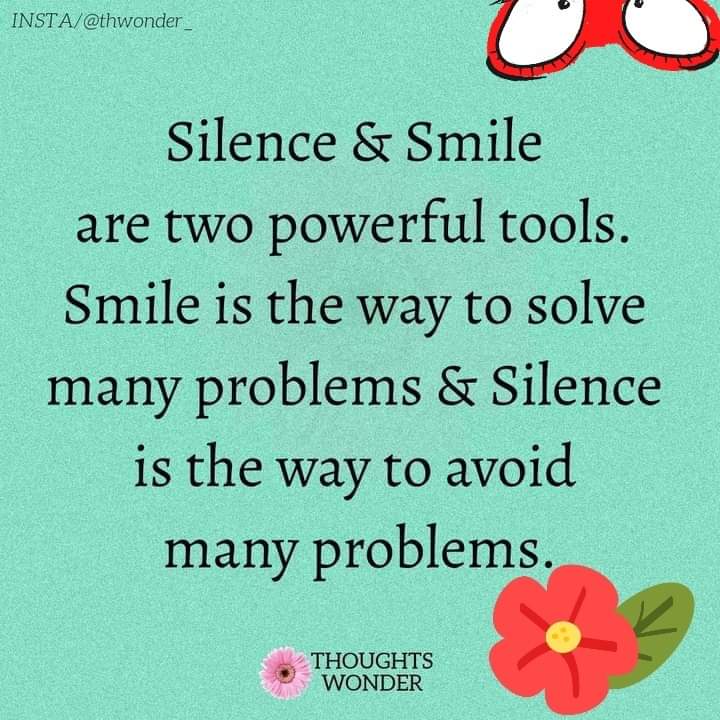 INSTA/@thwonder_
Silence & Smile
are two powerful tools.
Smile is the way to solve
many problems & Silence
is the way to avoid
many problems.
THOUGHTS
WONDER